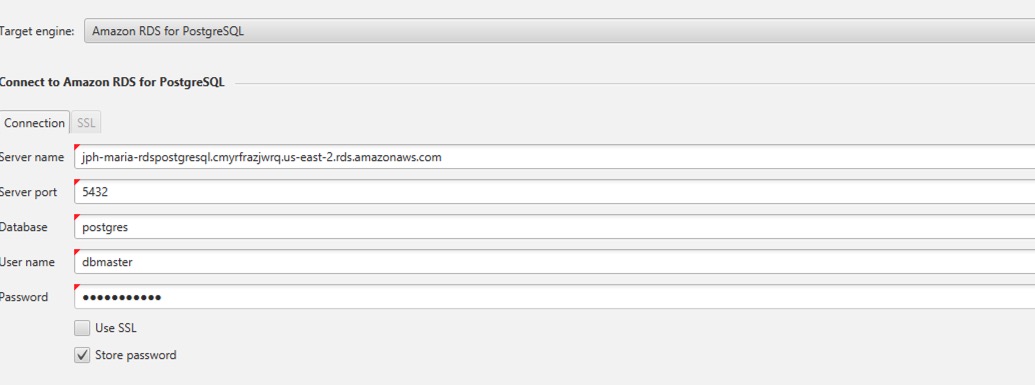 Target engine: Amazon RDS for PostgreSQL
Connect to Amazon RDS for PostgreSQL
Connection SSL
Server name jph-maria-rdspostgresql.cmyrfrazjwrq.us-east-2.rds.amazonaws.com
Server port 5432
Database postgres
User name dbmaster
Password •••••••••••
Use SSL
Store password